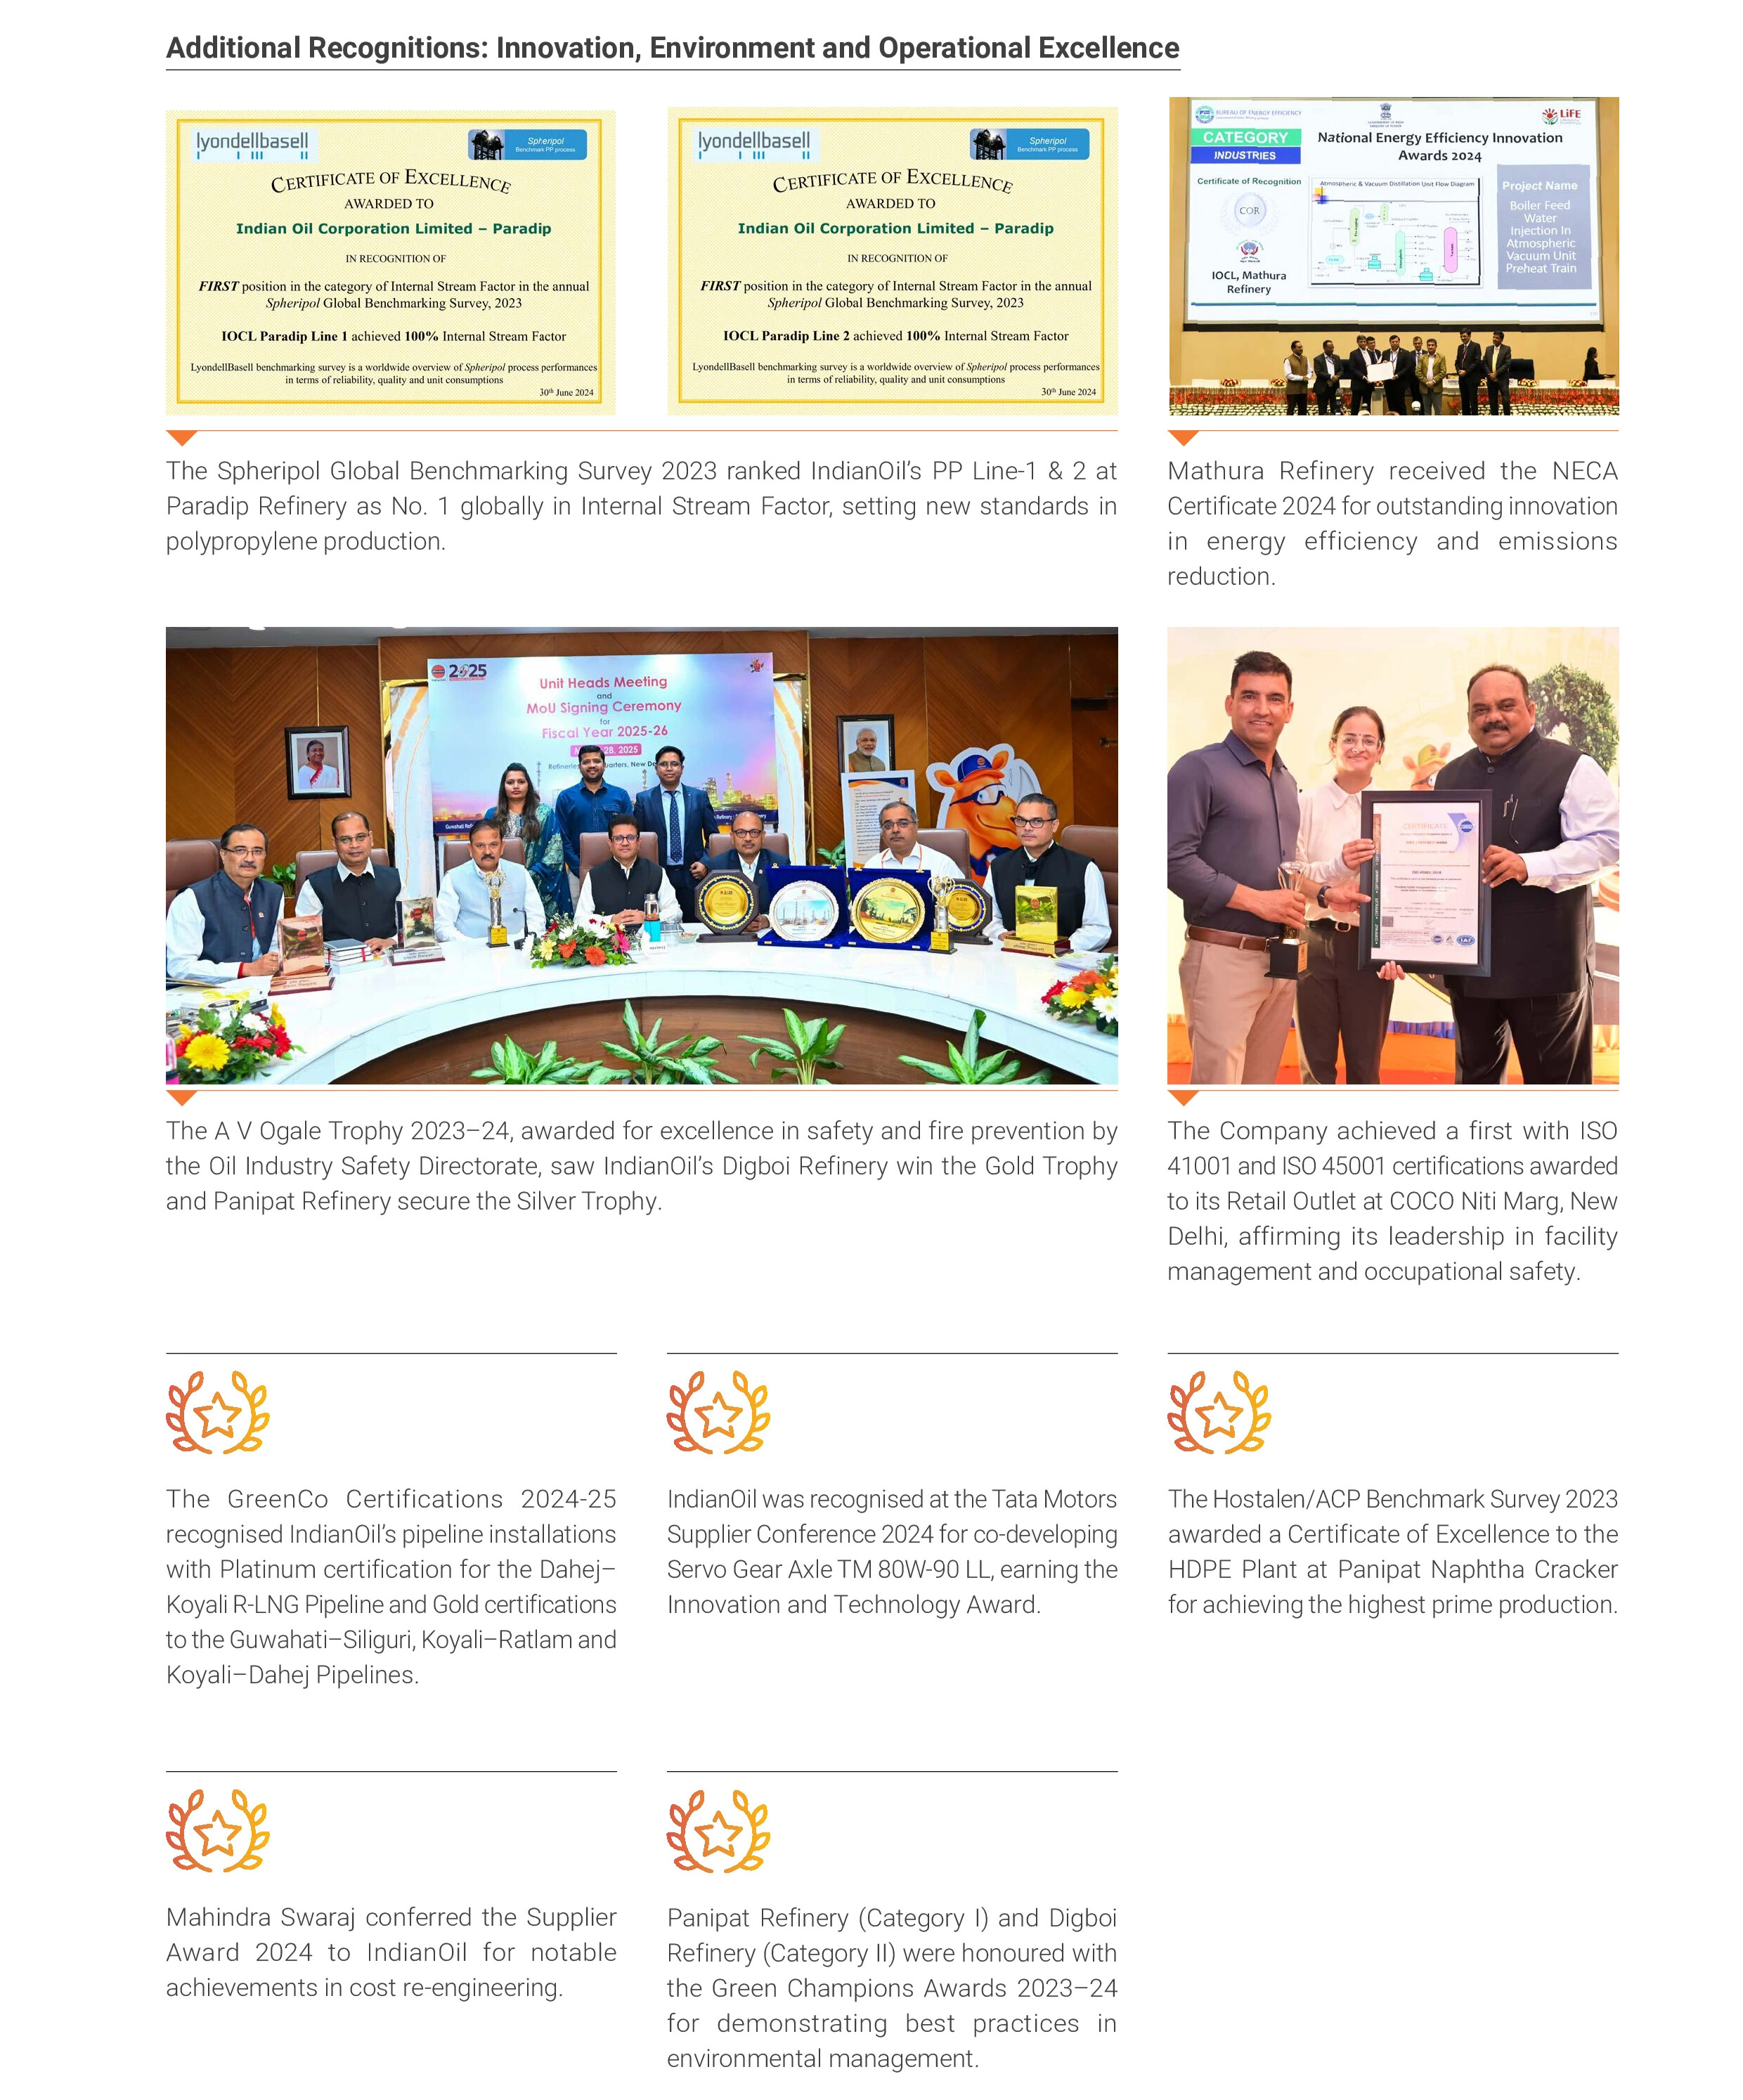 Additional Recognitions: Innovation, Environment and Operational Excellence
lyondellbasell
Spheripol
Benchmark PP process
CERTIFICATE OF EXCELLENCE
AWARDED TO
Indian Oil Corporation Limited – Paradip
IN RECOGNITION OF
FIRST position in the category of Internal Stream Factor in the annual
Spheripol Global Benchmarking Survey, 2023
IOCL Paradip Line 1 achieved 100% Internal Stream Factor
LyondellBasell benchmarking survey is a worldwide overview of Spheripol process performances
in terms of reliability, quality and unit consumptions
30th June 2024
lyondellbasell
Spheripol
Benchmark PP process
CERTIFICATE OF EXCELLENCE
AWARDED TO
Indian Oil Corporation Limited – Paradip
IN RECOGNITION OF
FIRST position in the category of Internal Stream Factor in the annual
Spheripol Global Benchmarking Survey, 2023
IOCL Paradip Line 2 achieved 100% Internal Stream Factor
LyondellBasell benchmarking survey is a worldwide overview of Spheripol process performances
in terms of reliability, quality and unit consumptions
30th June 2024
BUREAU OF ENERGY EFFICIENCY
LiFE
CATEGORY
INDUSTRIES
National Energy Efficiency Innovation
Awards 2024
Certificate of Recognition
COR
IOCL, Mathura
Refinery
Atmospheric & Vacuum Distillation Unit Flow Diagram
Project Name
Boiler Feed
Water
Injection In
Atmospheric
Vacuum Unit
Preheat Train
The Spheripol Global Benchmarking Survey 2023 ranked IndianOil’s PP Line-1 & 2 at
Paradip Refinery as No. 1 globally in Internal Stream Factor, setting new standards in
polypropylene production.
Mathura Refinery received the NECA
Certificate 2024 for outstanding innovation
in energy efficiency and emissions
reduction.
2025
Unit Heads Meeting
and
MoU Signing Ceremony
for
Fiscal Year 2025-26
28, 2025
New
CERTIFICATE
IAF
The A V Ogale Trophy 2023–24, awarded for excellence in safety and fire prevention by
the Oil Industry Safety Directorate, saw IndianOil’s Digboi Refinery win the Gold Trophy
and Panipat Refinery secure the Silver Trophy.
The Company achieved a first with ISO
41001 and ISO 45001 certifications awarded
to its Retail Outlet at COCO Niti Marg, New
Delhi, affirming its leadership in facility
management and occupational safety.
The GreenCo Certifications 2024-25
recognised IndianOil’s pipeline installations
with Platinum certification for the Dahej–
Koyali R-LNG Pipeline and Gold certifications
to the Guwahati–Siliguri, Koyali–Ratlam and
Koyali–Dahej Pipelines.
IndianOil was recognised at the Tata Motors
Supplier Conference 2024 for co-developing
Servo Gear Axle TM 80W-90 LL, earning the
Innovation and Technology Award.
The Hostalen/ACP Benchmark Survey 2023
awarded a Certificate of Excellence to the
HDPE Plant at Panipat Naphtha Cracker
for achieving the highest prime production.
Mahindra Swaraj conferred the Supplier
Award 2024 to IndianOil for notable
achievements in cost re-engineering.
Panipat Refinery (Category I) and Digboi
Refinery (Category II) were honoured with
the Green Champions Awards 2023–24
for demonstrating best practices in
environmental management.